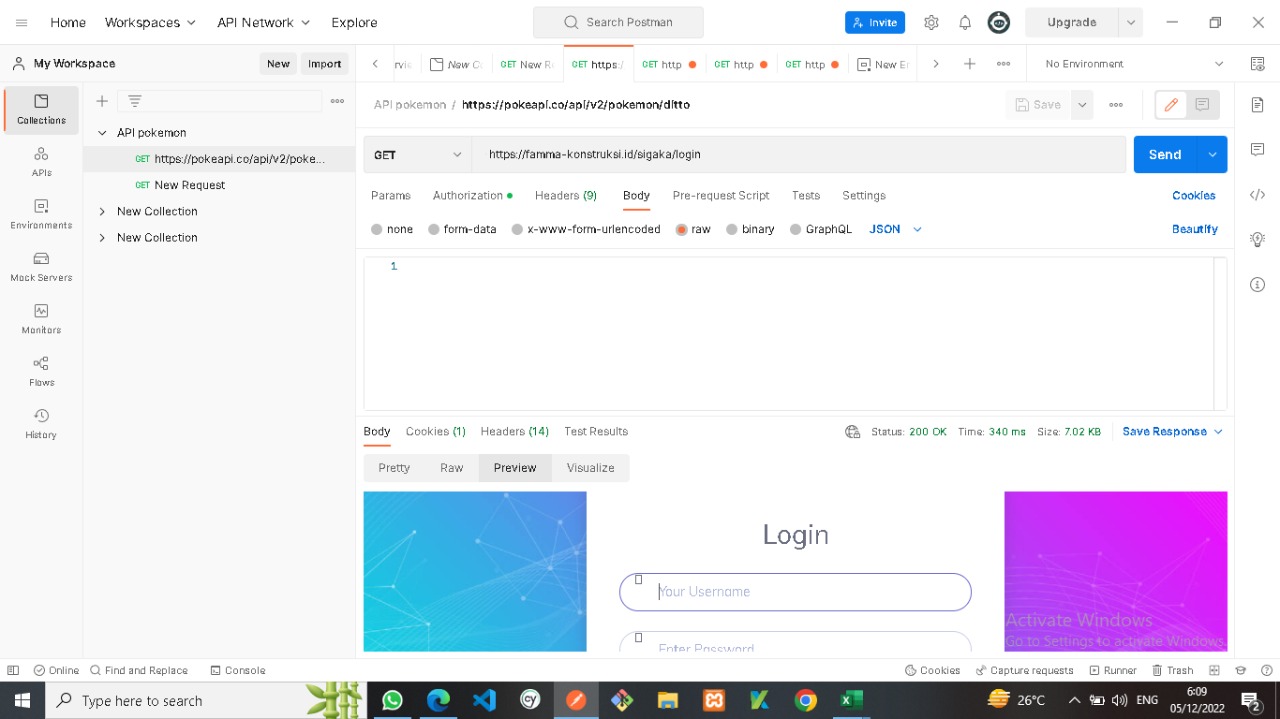 Home Workspaces API Network Explore Search Postman Invite Upgrade
My Workspace New Import GET New R GET https:/ GET http GET http GET http No Environment
Collections
APIs
Environments
Mock Servers
Monitors
Flows
History
API pokemon
GET https://pokeapi.co/api/v2/poke...
GET New Request
New Collection
New Collection
API pokemon / https://pokeapi.co/api/v2/pokemon/ditto Save
GET https://famma-konstruksi.id/sigaka/login Send
Params Authorization Headers (9) Body Pre-request Script Tests Settings Cookies
none form-data x-www-form-urlencoded raw binary GraphQL JSON Beautify
1
Body Cookies (1) Headers (14) Test Results Status: 200 OK Time: 340 ms Size: 7.02 KB Save Response
Pretty Raw Preview Visualize
Login
Your Username
Enter Password
Activate Windows
Go to Settings to activate Windows.
Online Find and Replace Console Cookies Capture requests Runner Trash
Type here to search 26°C ENG 6:09
05/12/2022 2